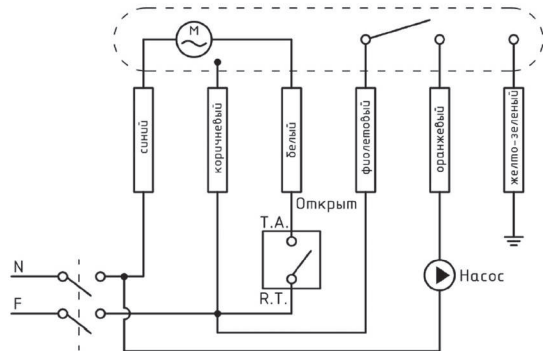 M
синий
коричневый
белый
фиолетовый
оранжевый
желто-зеленый
Открыт
T.A.
R.T.
N
F
Насос